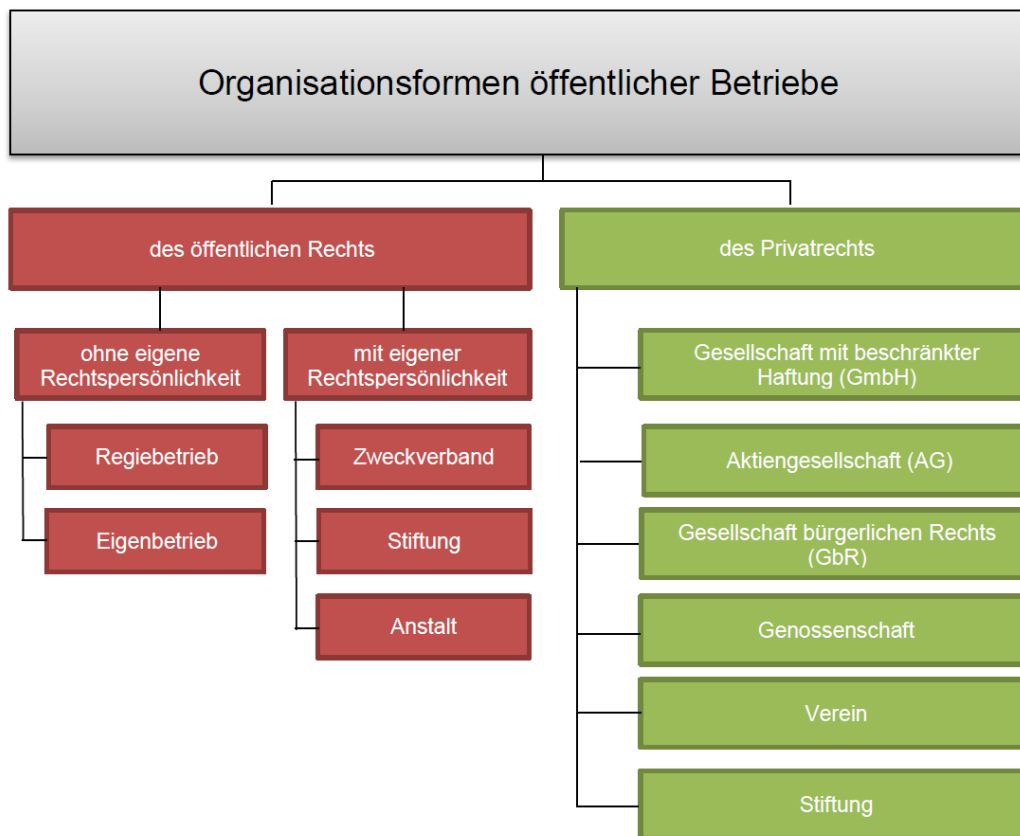 Organisationsformen öffentlicher Betriebe
des öffentlichen Rechts
des Privatrechts
ohne eigene
Rechtspersönlichkeit
mit eigener
Rechtspersönlichkeit
Regiebetrieb
Eigenbetrieb
Zweckverband
Stiftung
Anstalt
Gesellschaft mit beschränkter
Haftung (GmbH)
Aktiengesellschaft (AG)
Gesellschaft bürgerlichen Rechts
(GbR)
Genossenschaft
Verein
Stiftung